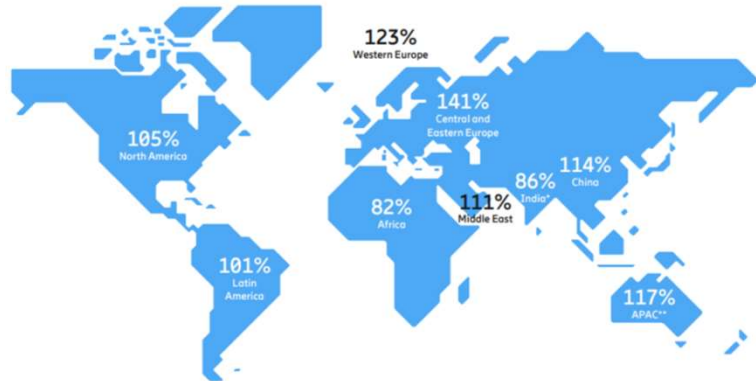 123%
Western Europe
141%
Central and
Eastern Europe
105%
North America
114%
China
86%
India*
111%
Middle East
82%
Africa
101%
Latin
America
117%
APAC**